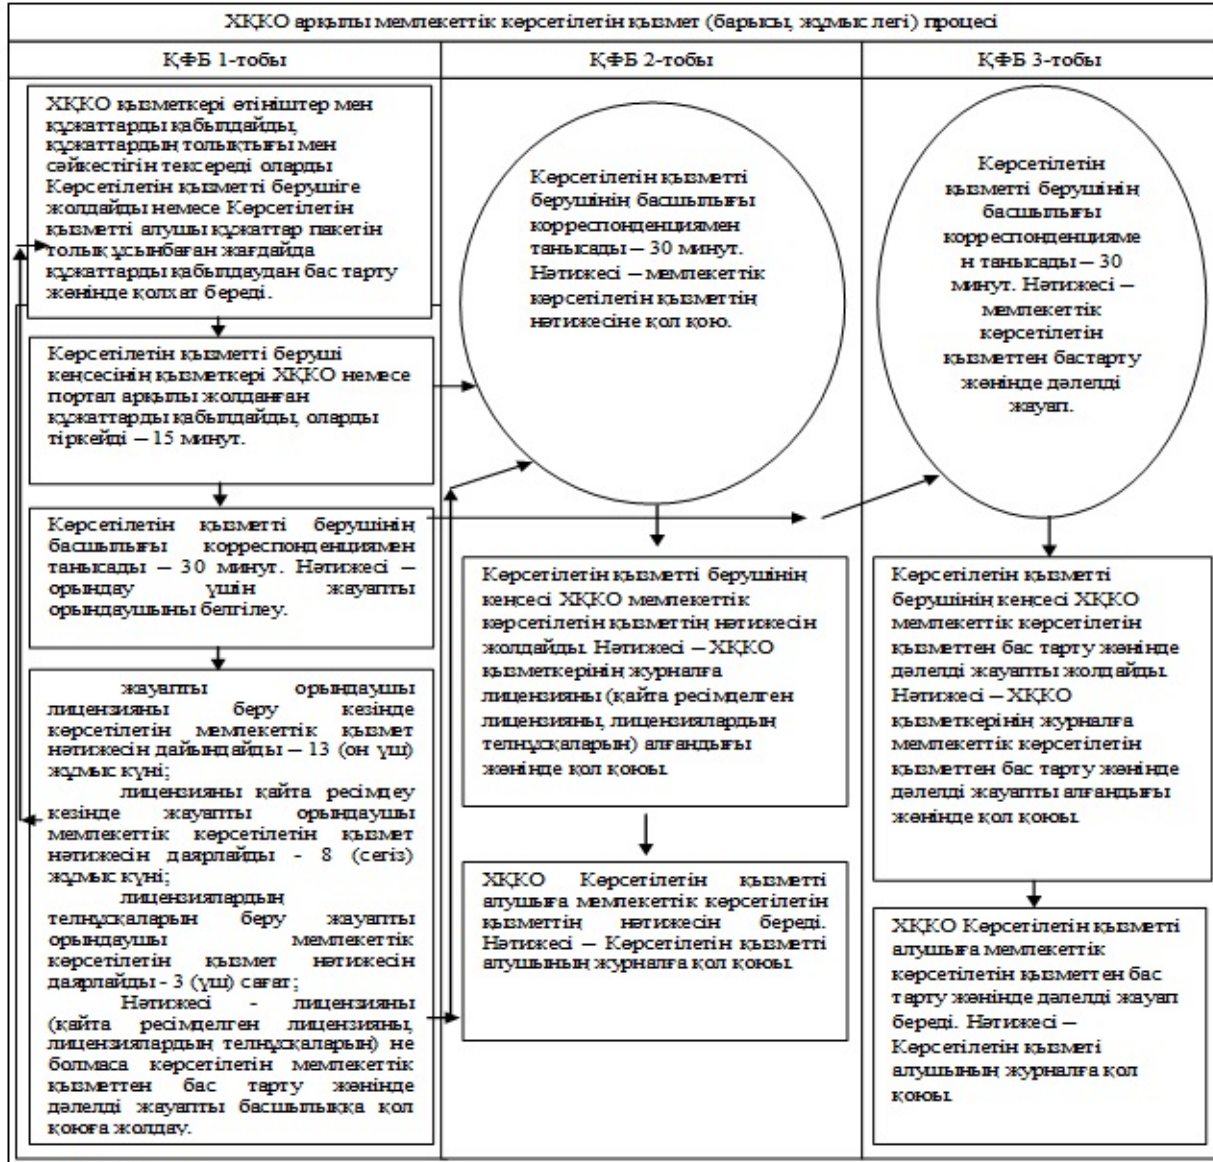 ХҚКО арқылы мемлекеттік көрсетілетін қызмет (барысы, жұмыс легі) процесі
ҚФБ 1-тобы
ҚФБ 2-тобы
ҚФБ 3-тобы
ХҚКО қызметкері өтініштер мен
құжаттарды қабылдайды,
құжаттардың толықтығы мен
сәйкестігін тексереді оларды
Көрсетілетін қызметті берушіге
жолдайды немесе Көрсетілетін
қызметті алушы құжаттар пакетін
толық ұсынбаған жағдайда
құжаттарды қабылдаудан бас тарту
жөнінде қолхат береді.
Көрсетілетін қызметті беруші
кеңсесінің қызметкері ХҚКО немесе
портал арқылы жолданған
құжаттарды қабылдайды, оларды
тіркейді – 15 минут.
Көрсетілетін қызметті берушінің
басшылығы корреспонденциямен
танысады – 30 минут. Нәтижесі –
орындау үшін жауапты
орындаушыны белгілеу.
жауапты орындаушы
лицензияны беру кезінде
көрсетілетін мемлекеттік қызмет
нәтижесін дайындайды – 13 (он үш)
жұмыс күні;
лицензияны қайта ресімдеу
кезінде жауапты орындаушы
мемлекеттік көрсетілетін қызмет
нәтижесін даярлайды - 8 (сегіз)
жұмыс күні;
лицензиялардың
телнұсқаларын беру жауапты
орындаушы мемлекеттік
көрсетілетін қызмет нәтижесін
даярлайды - 3 (үш) сағат;
Нәтижесі - лицензияны
(қайта ресімделген лицензияны,
лицензиялардың телнұсқаларын) не
болмаса көрсетілетін мемлекеттік
қызметтен бас тарту жөнінде
дәлелді жауапты басшылыққа қол
қоюға жолдау.
Көрсетілетін қызметті
берушінің басшылығы
корреспонденциямен
танысады – 30 минут.
Нәтижесі – мемлекеттік
көрсетілетін қызметтің
нәтижесіне қол қою.
Көрсетілетін қызметті берушінің
кеңсесі ХҚКО мемлекеттік
көрсетілетін қызметтің нәтижесін
жолдайды. Нәтижесі – ХҚКО
қызметкерінің журналға
лицензияны (қайта ресімделген
лицензияны, лицензиялардың
телнұсқаларын) алғандығы
жөнінде қол қоюы.
ХҚКО Көрсетілетін қызметті
алушыға мемлекеттік көрсетілетін
қызметтің нәтижесін береді.
Нәтижесі – Көрсетілетін қызметті
алушының журналға қол қоюы.
Көрсетілетін
қызметті берушінің
басшылығы
корреспонденцияме
н танысады – 30
минут. Нәтижесі –
мемлекеттік
көрсетілетін
қызметтен бастарту
жөнінде дәлелді
жауап.
Көрсетілетін қызметті
берушінің кеңсесі ХҚКО
мемлекеттік көрсетілетін
қызметтен бас тарту жөнінде
дәлелді жауапты жолдайды.
Нәтижесі – ХҚКО
қызметкерінің журналға
мемлекеттік көрсетілетін
қызметтен бас тарту жөнінде
дәлелді жауапты алғандығы
жөнінде қол қоюы.
ХҚКО Көрсетілетін қызметті
алушыға мемлекеттік
көрсетілетін қызметтен бас
тарту жөнінде дәлелді жауап
береді. Нәтижесі –
Көрсетілетін қызметі
алушының журналға қол
қоюы.